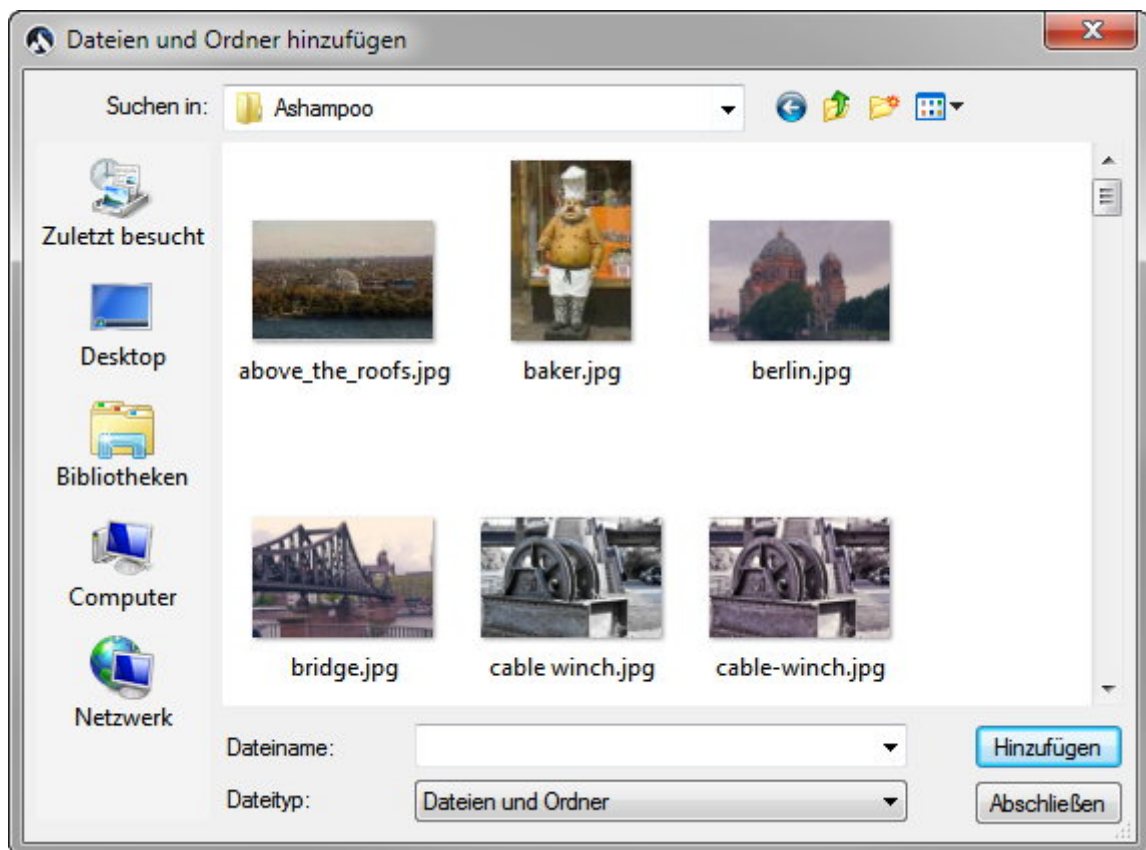 Dateien und Ordner hinzufügen
Suchen in:
Ashampoo
Zuletzt besucht
Desktop
Bibliotheken
Computer
Netzwerk
above_the_roofs.jpg
baker.jpg
berlin.jpg
bridge.jpg
cable winch.jpg
cable-winch.jpg
Dateiname:
Hinzufügen
Dateityp:
Dateien und Ordner
Abschließen